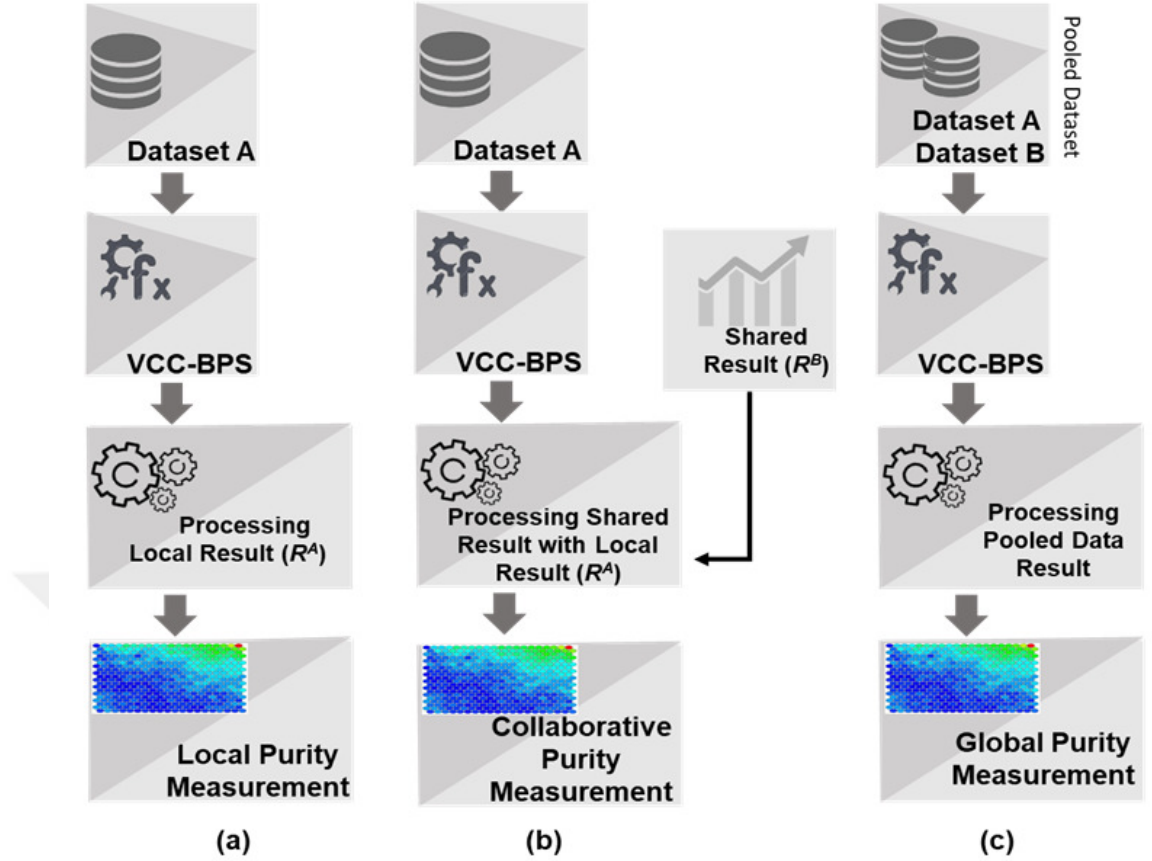 Dataset A
VCC-BPS
Processing
Local Result (R^A)
Local Purity
Measurement
(a)
Dataset A
VCC-BPS
Shared
Result (R^B)
Processing Shared
Result with Local
Result (R^A)
Collaborative
Purity
Measurement
(b)
Pooled Dataset
Dataset A
Dataset B
VCC-BPS
Processing
Pooled Data
Result
Global Purity
Measurement
(c)